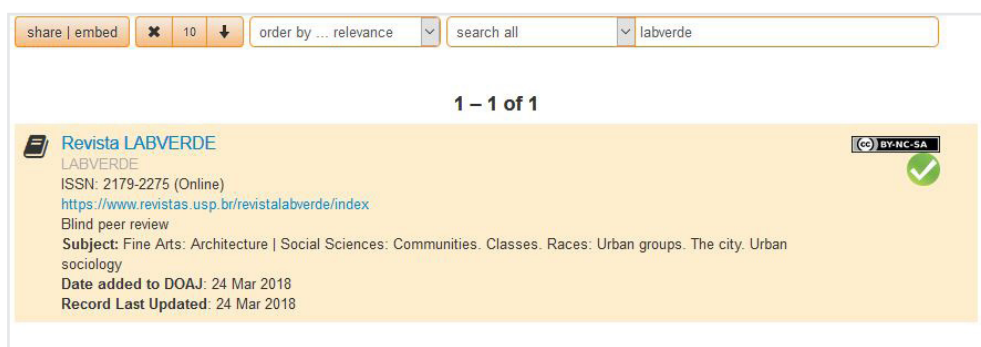 share | embed 10 order by ... relevance search all labverde
1 – 1 of 1
Revista LABVERDE
LABVERDE
ISSN: 2179-2275 (Online)
https://www.revistas.usp.br/revistalabverde/index
Blind peer review
Subject: Fine Arts: Architecture | Social Sciences: Communities. Classes. Races: Urban groups. The city. Urban
sociology
Date added to DOAJ: 24 Mar 2018
Record Last Updated: 24 Mar 2018
(cc) BY-NC-SA